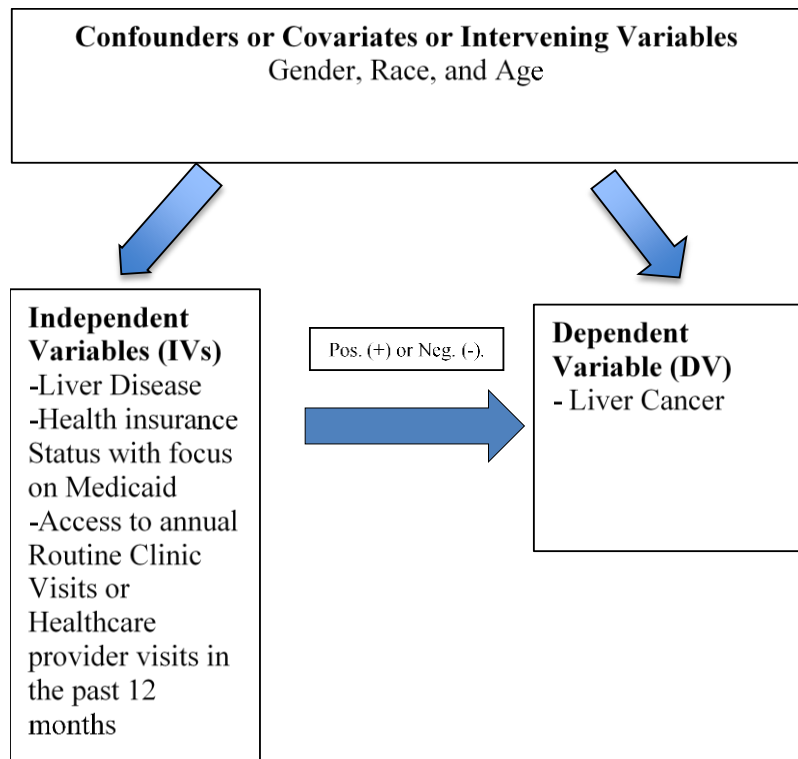 Confounders or Covariates or Intervening Variables
Gender, Race, and Age
Independent
Variables (IVs)
-Liver Disease
-Health insurance
Status with focus
on Medicaid
-Access to annual
Routine Clinic
Visits or
Healthcare
provider visits in
the past 12
months
Pos. (+) or Neg. (-).
Dependent
Variable (DV)
- Liver Cancer